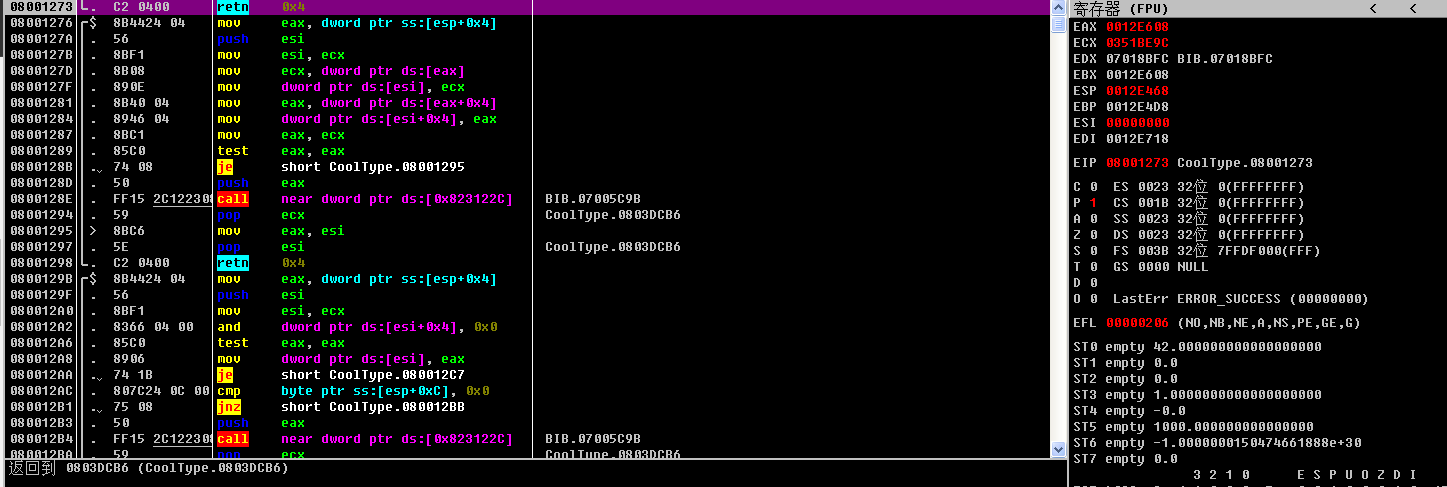 08001273 . C2 0400 retn 0x4
08001276 $ 8B4424 04 mov eax, dword ptr ss:[esp+0x4]
0800127A . 56 push esi
0800127B . 8BF1 mov esi, ecx
0800127D . 8B08 mov ecx, dword ptr ds:[eax]
0800127F . 890E mov dword ptr ds:[esi], ecx
08001281 . 8B40 04 mov eax, dword ptr ds:[eax+0x4]
08001284 . 8946 04 mov dword ptr ds:[esi+0x4], eax
08001287 . 8BC1 mov eax, ecx
08001289 . 85C0 test eax, eax
0800128B . 74 08 je short CoolType.08001295
0800128D . 50 push eax
0800128E . FF15 2C122308 call near dword ptr ds:[0x823122C] BIB.07005C9B
08001294 . 59 pop ecx CoolType.0803DCB6
08001295 > 8BC6 mov eax, esi
08001297 . 5E pop esi CoolType.0803DCB6
08001298 . C2 0400 retn 0x4
0800129B $ 8B4424 04 mov eax, dword ptr ss:[esp+0x4]
0800129F . 56 push esi
080012A0 . 8BF1 mov esi, ecx
080012A2 . 8366 04 00 and dword ptr ds:[esi+0x4], 0x0
080012A6 . 85C0 test eax, eax
080012A8 . 8906 mov dword ptr ds:[esi], eax
080012AA . 74 1B je short CoolType.080012C7
080012AC . 807C24 0C 00 cmp byte ptr ss:[esp+0xC], 0x0
080012B1 . 75 08 jnz short CoolType.080012BB
080012B3 . 50 push eax
080012B4 . FF15 2C122308 call near dword ptr ds:[0x823122C] BIB.07005C9B
080012BA . 59 pop ecx CoolType.0803DCB6
返回到 0803DCB6 (CoolType.0803DCB6)
寄存器 (FPU) < <
EAX 0012E608
ECX 0351BE9C
EDX 07018BFC BIB.07018BFC
EBX 0012E608
ESP 0012E468
EBP 0012E4D8
ESI 00000000
EDI 0012E718
EIP 08001273 CoolType.08001273
C 0 ES 0023 32位 0(FFFFFFFF)
P 1 CS 001B 32位 0(FFFFFFFF)
A 0 SS 0023 32位 0(FFFFFFFF)
Z 0 DS 0023 32位 0(FFFFFFFF)
S 0 FS 003B 32位 7FFDF000(FFF)
T 0 GS 0000 NULL
D 0
O 0 LastErr ERROR_SUCCESS (00000000)
EFL 00000206 (NO,NB,NE,A,NS,PE,GE,G)
ST0 empty 42.000000000000000000
ST1 empty 0.0
ST2 empty 0.0
ST3 empty 1.0000000000000000000
ST4 empty -0.0
ST5 empty 1000.0000000000000000
ST6 empty -1.0000000150474661888e+30
ST7 empty 0.0
3 2 1 0 E S P U O Z D I